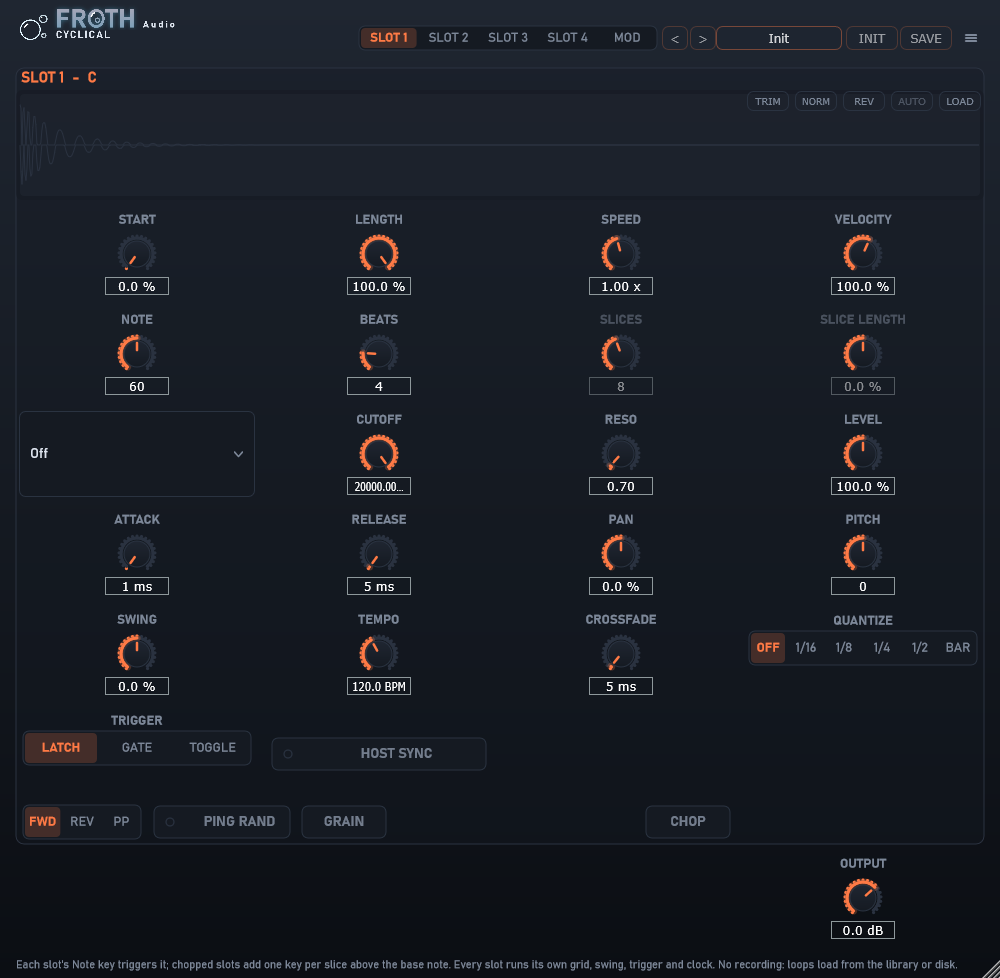 FROTH Audio
CYCLICAL
SLOT 1 SLOT 2 SLOT 3 SLOT 4 MOD < > Init INIT SAVE
SLOT 1 - C
TRIM NORM REV AUTO LOAD
START LENGTH SPEED VELOCITY
0.0 % 100.0 % 1.00 x 100.0 %
NOTE BEATS SLICES SLICE LENGTH
60 4 8 0.0 %
CUTOFF RESO LEVEL
Off
20000.00... 0.70 100.0 %
ATTACK RELEASE PAN PITCH
1 ms 5 ms 0.0 % 0
SWING TEMPO CROSSFADE QUANTIZE
OFF 1/16 1/8 1/4 1/2 BAR
0.0 % 120.0 BPM 5 ms
TRIGGER
LATCH GATE TOGGLE HOST SYNC
FWD REV PP PING RAND GRAIN CHOP
OUTPUT
0.0 dB
Each slot's Note key triggers it; chopped slots add one key per slice above the base note. Every slot runs its own grid, swing, trigger and clock. No recording: loops load from the library or disk.